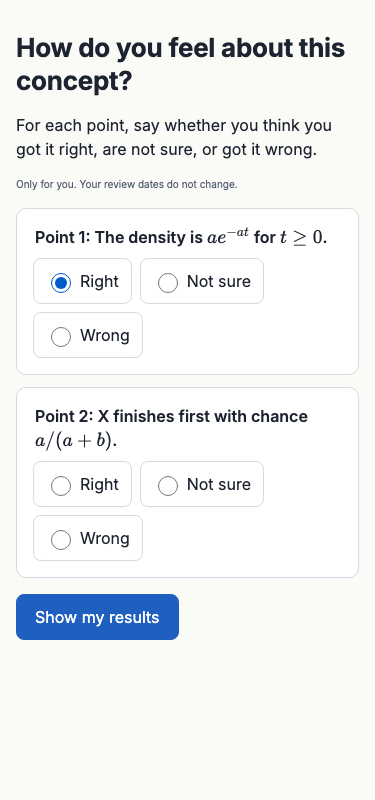 How do you feel about this
concept?
For each point, say whether you think you
got it right, are not sure, or got it wrong.
Only for you. Your review dates do not change.
Point 1: The density is $ae^{-at}$ for $t \geq 0$.
Right
Not sure
Wrong
Point 2: X finishes first with chance
$a/(a + b)$.
Right
Not sure
Wrong
Show my results